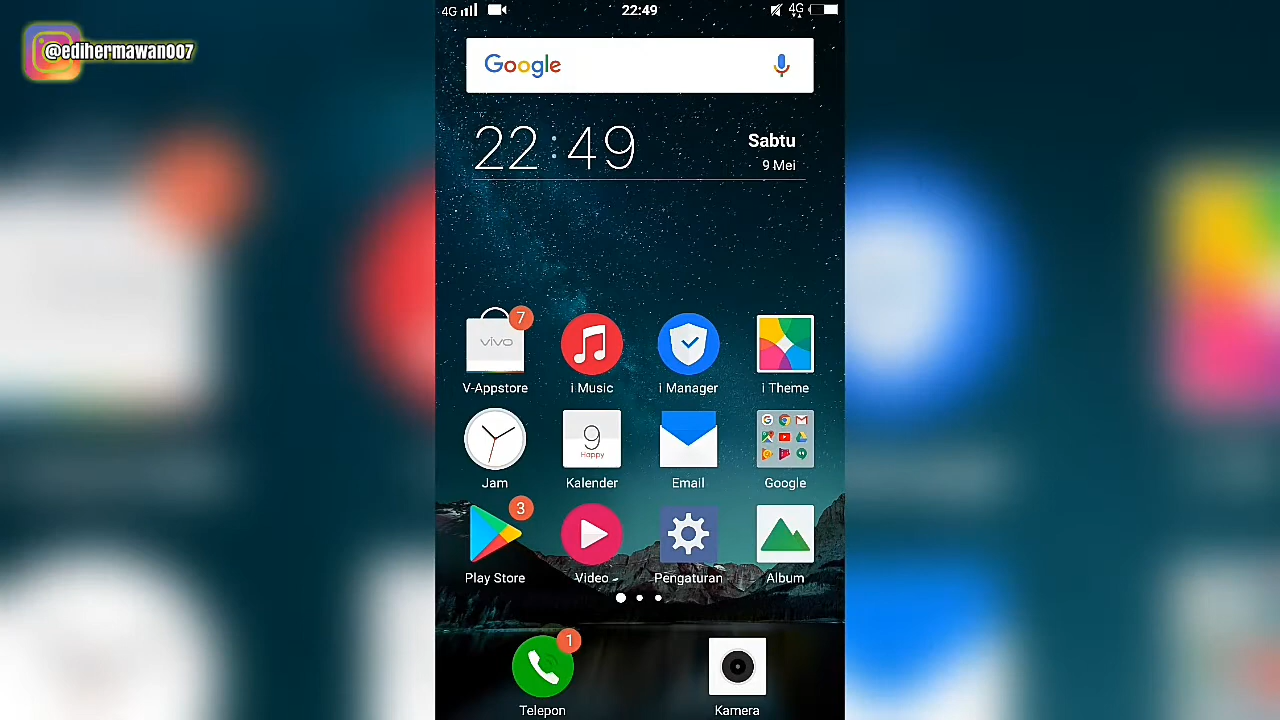 @edihermawan007
4G 22:49 4G
Google
22:49
Sabtu
9 Mei
7
vivo
V-Appstore i Music i Manager i Theme
9
Happy
Jam Kalender Email Google
3
Play Store Video Pengaturan Album
1
Telepon Kamera